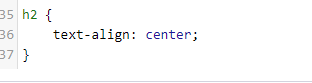 35 h2 {
36     text-align: center;
37 }